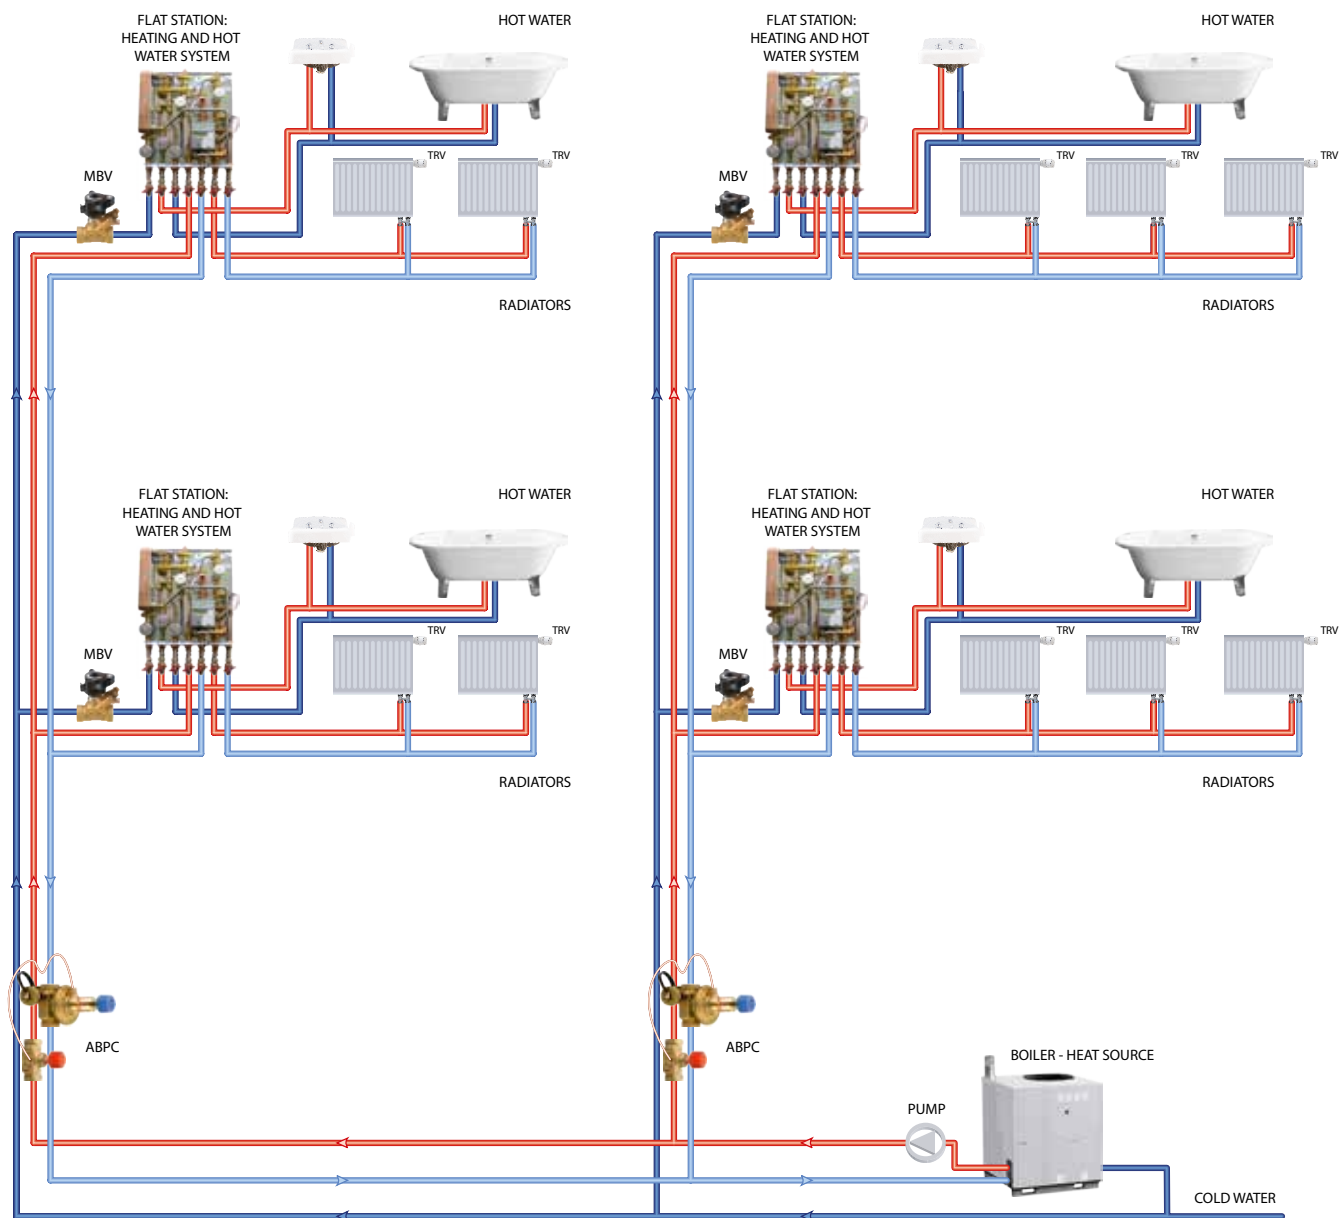 FLAT STATION:
HEATING AND HOT
WATER SYSTEM
HOT WATER
FLAT STATION:
HEATING AND HOT
WATER SYSTEM
HOT WATER
MBV
TRV
TRV
MBV
TRV
TRV
TRV
RADIATORS
RADIATORS
FLAT STATION:
HEATING AND HOT
WATER SYSTEM
HOT WATER
FLAT STATION:
HEATING AND HOT
WATER SYSTEM
HOT WATER
MBV
TRV
TRV
MBV
TRV
TRV
TRV
RADIATORS
RADIATORS
ABPC
ABPC
BOILER - HEAT SOURCE
PUMP
COLD WATER